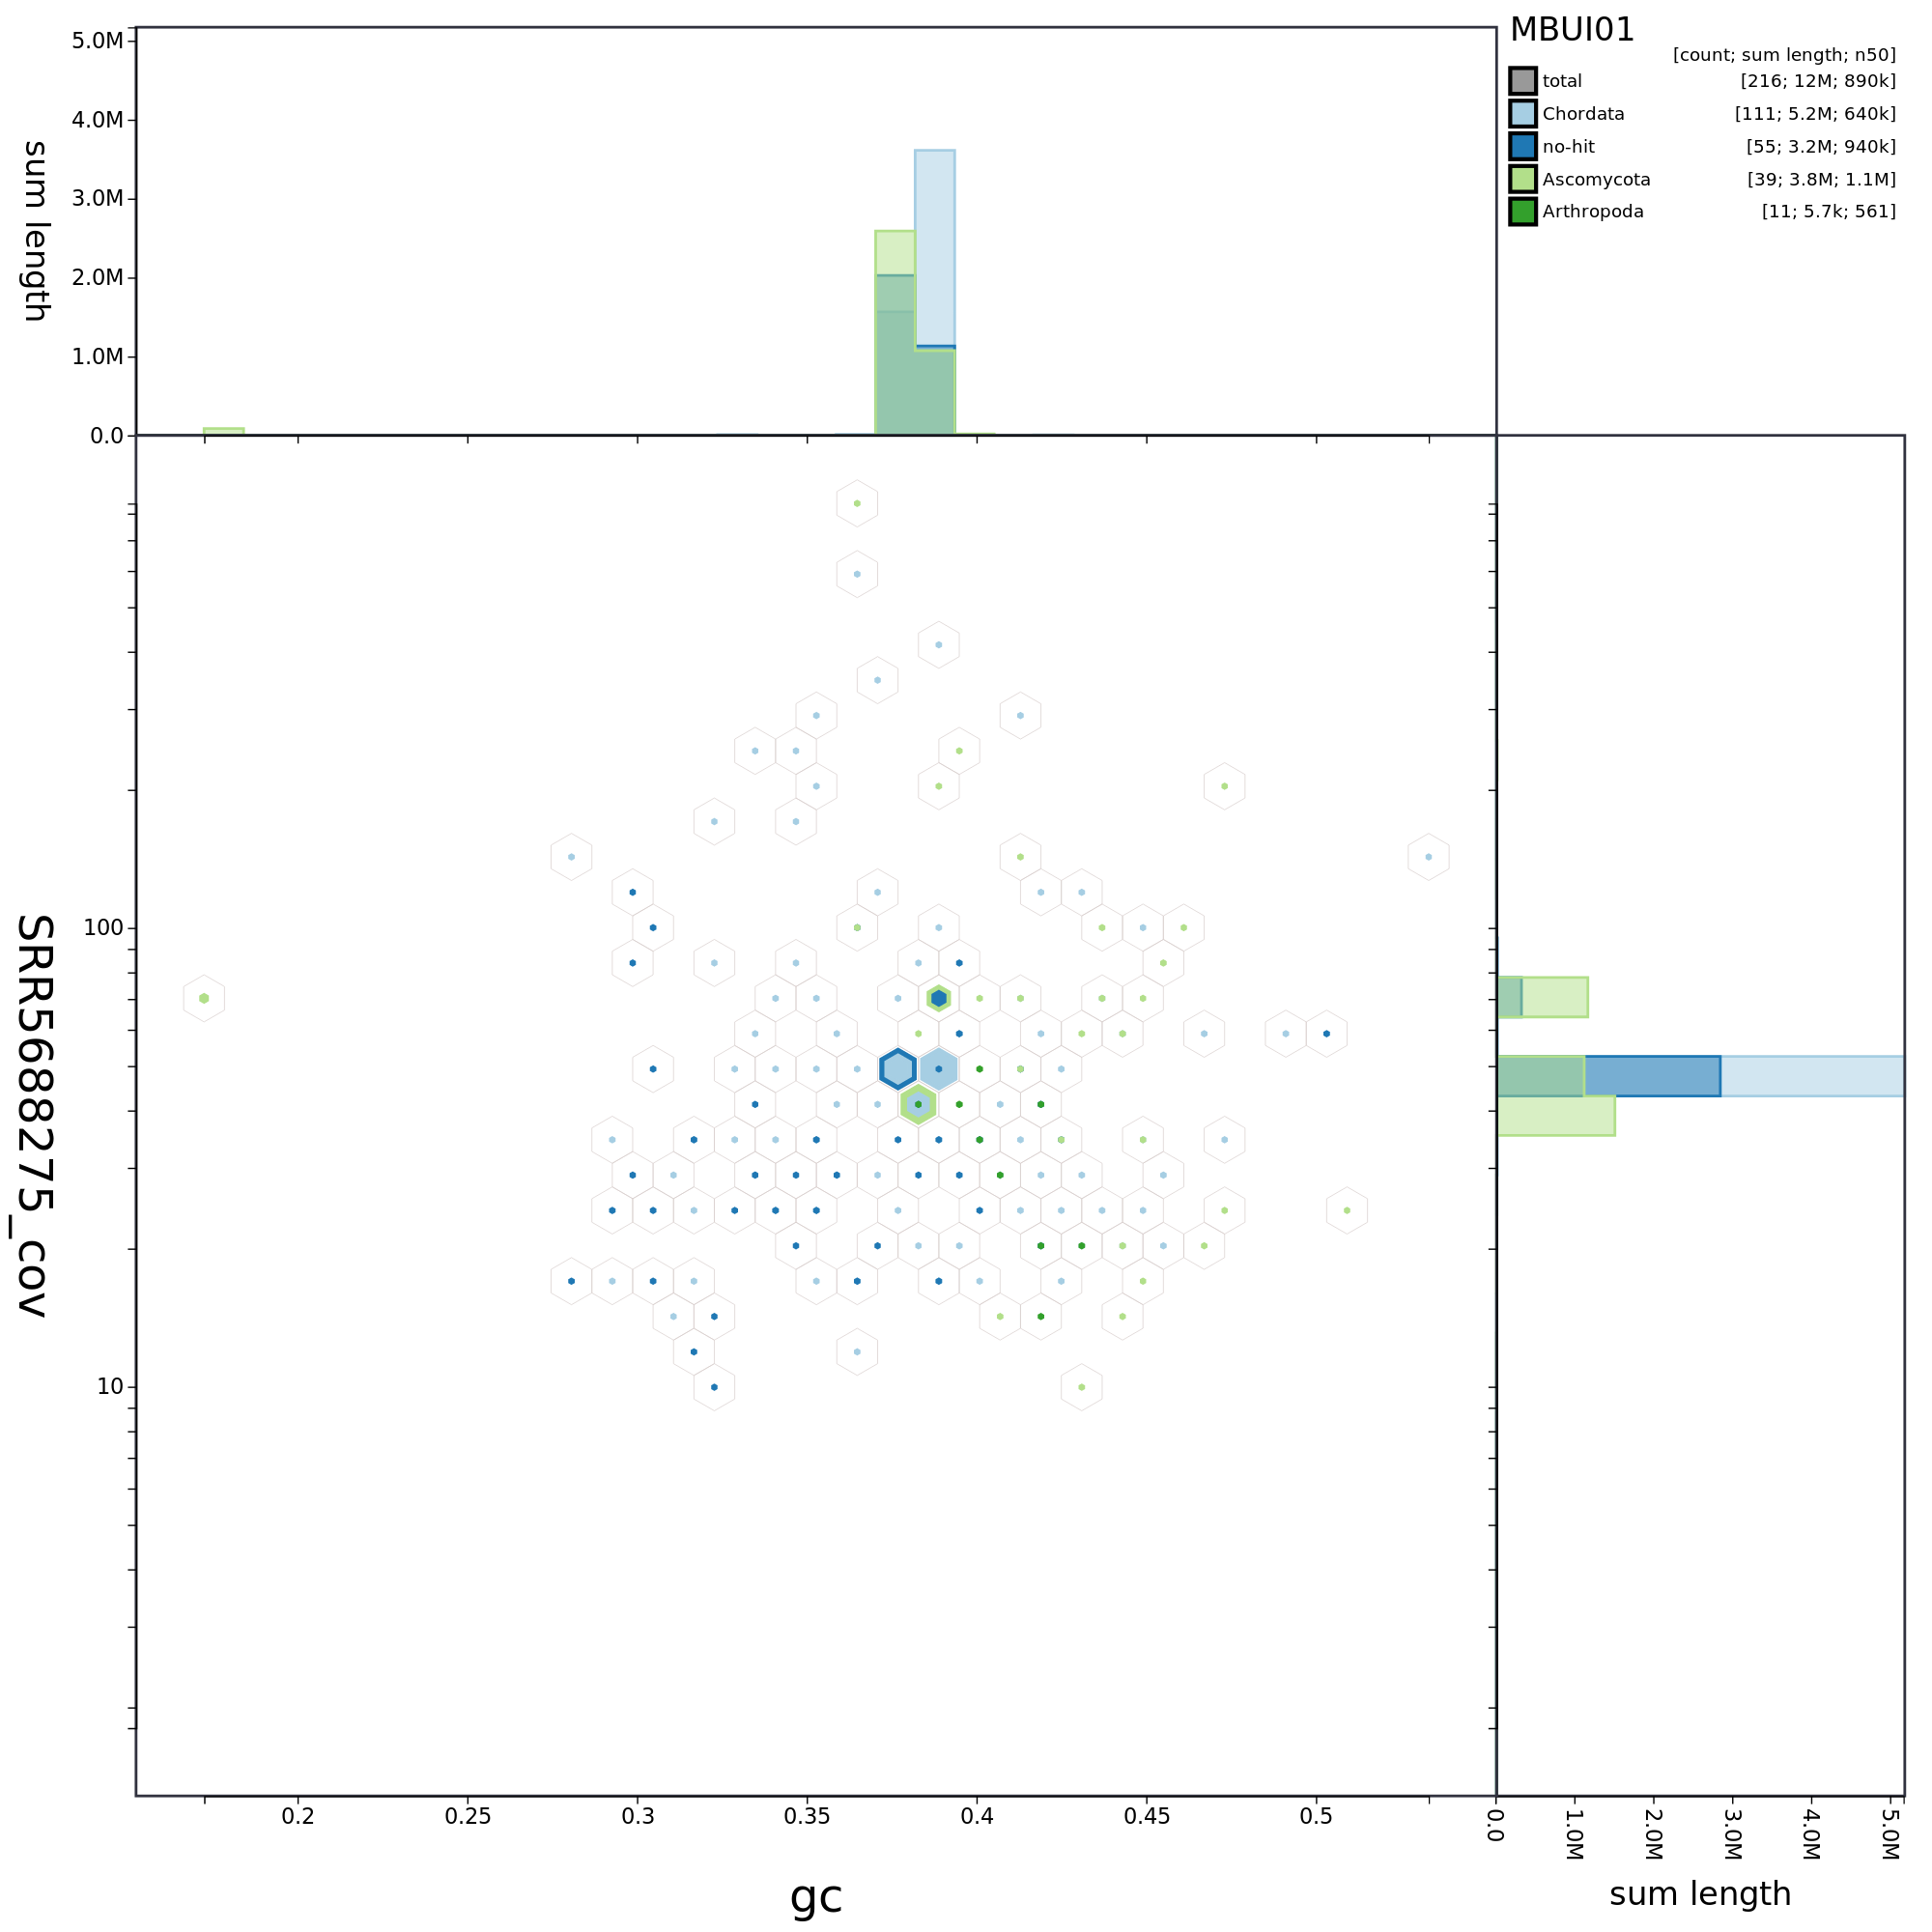 MBUI01
[count; sum length; n50]
total [216; 12M; 890k]
Chordata [111; 5.2M; 640k]
no-hit [55; 3.2M; 940k]
Ascomycota [39; 3.8M; 1.1M]
Arthropoda [11; 5.7k; 561]
sum length
5.0M
4.0M
3.0M
2.0M
1.0M
0.0
SRR5688275_cov
100
10
0.2 0.25 0.3 0.35 0.4 0.45 0.5
gc
0.0 1.0M 2.0M 3.0M 4.0M 5.0M
sum length